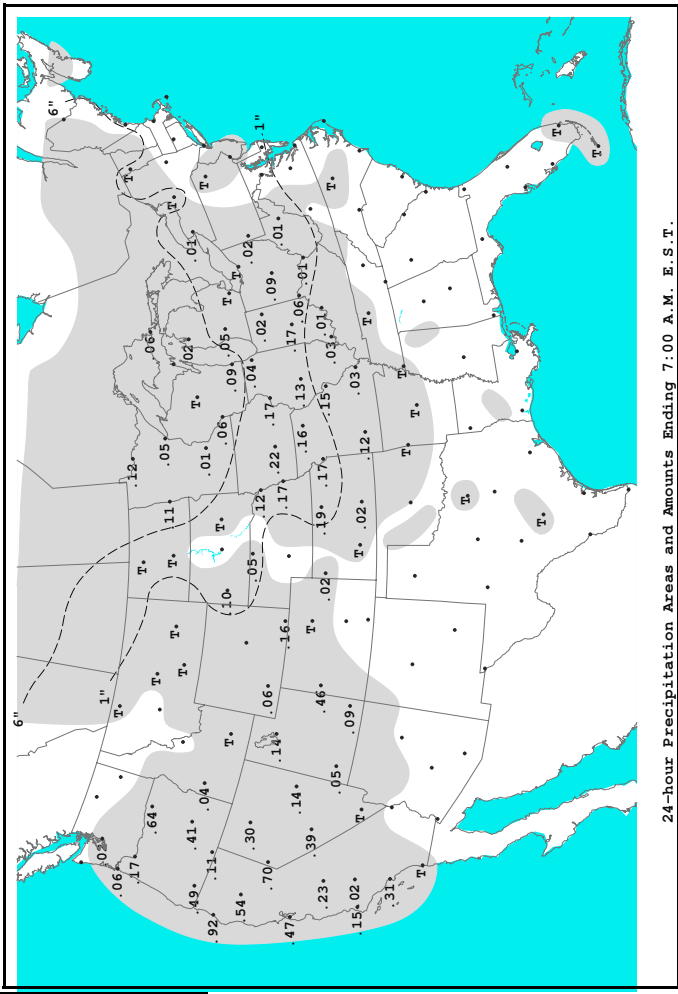 6"
6"
1"
.02
.06
T
.17
.12
T
T
.06
.64
T
.05
.11
T
T
T
T
.02
.49
.41
T
.01
.04
.01
T
.92
.11
T
.06
.05
T
.10
T
.09
T
.54
.02
.30
.04
.05
.12
.02
.1"
.70
.06
.17
.09
.22
.14
.01
.17
.16
.47
.17
.14
.06
.13
.16
.01
.39
T
.46
.19
.17
.01
.23
.02
.15
.03
T
.05
.09
.02
.03
.15
T
T
.02
.12
T
.31
T
T
T
T
T
T
T
T
24-hour Precipitation Areas and Amounts Ending 7:00 A.M. E.S.T.